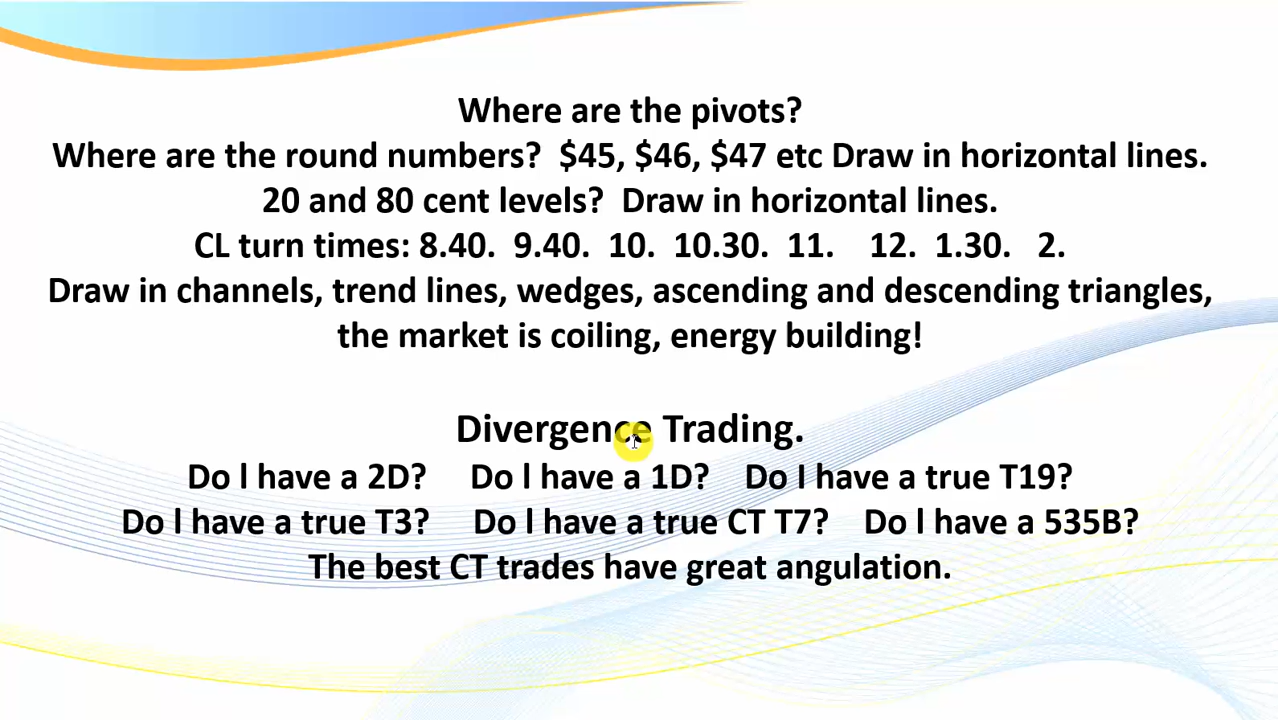 Where are the pivots?
Where are the round numbers?  $45, $46, $47 etc Draw in horizontal lines.
20 and 80 cent levels?  Draw in horizontal lines.
CL turn times: 8.40.  9.40.  10.  10.30.  11.    12.  1.30.   2.
Draw in channels, trend lines, wedges, ascending and descending triangles,
the market is coiling, energy building!
Divergence Trading.
Do l have a 2D?     Do l have a 1D?    Do I have a true T19?
Do l have a true T3?     Do l have a true CT T7?    Do l have a 535B?
The best CT trades have great angulation.